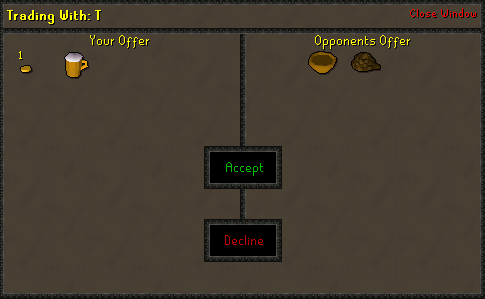 Trading With: T
Close Window
Your Offer
Opponents Offer
1
Accept
Decline